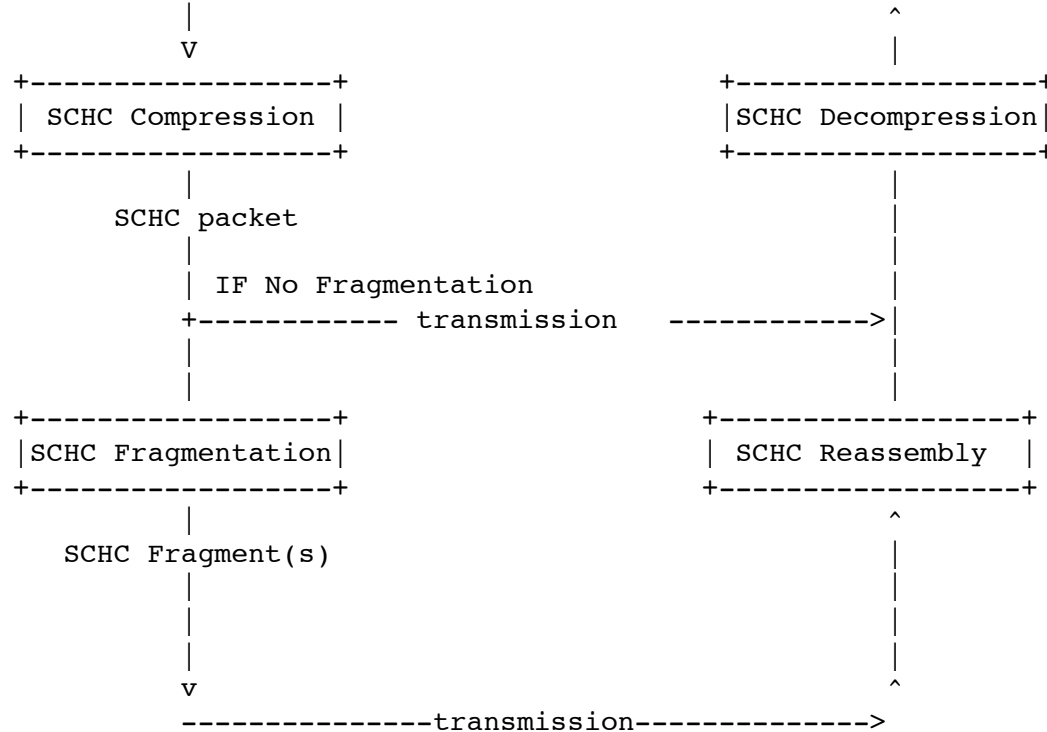 SCHC Compression SCHC Decompression
SCHC packet
IF No Fragmentation
transmission
SCHC Fragmentation SCHC Reassembly
SCHC Fragment(s)
transmission